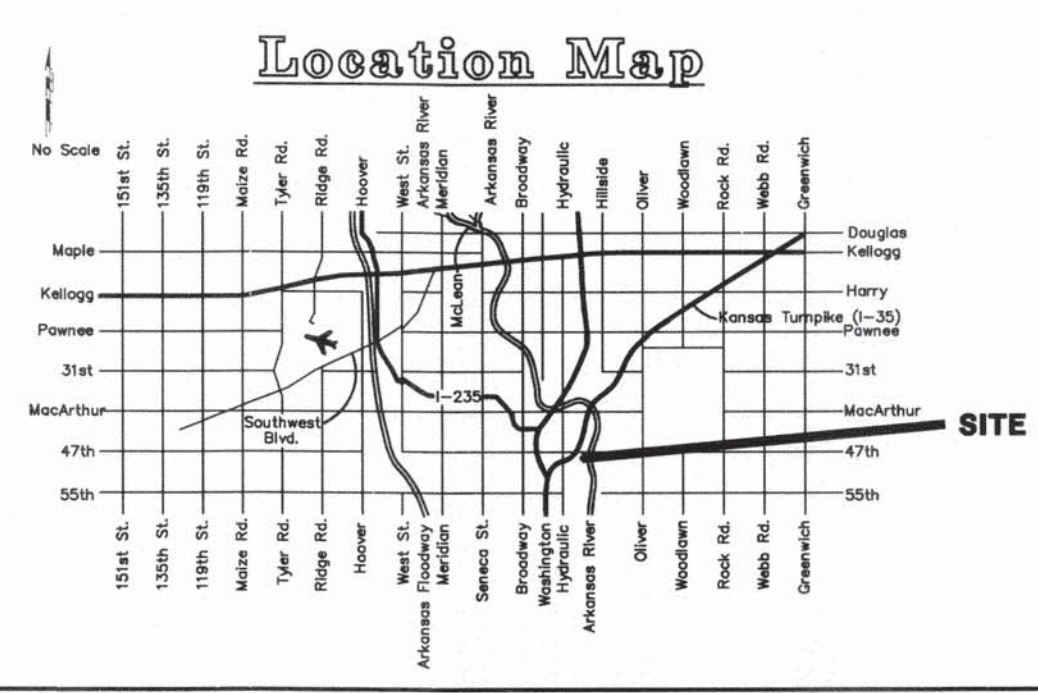 Location Map
No Scale
151st St.
135th St.
119th St.
Maize Rd.
Tyler Rd.
Ridge Rd.
Hoover
West St.
Arkansas River
Meridian
Arkansas River
Broadway
Hydraulic
Hillside
Oliver
Woodlawn
Rock Rd.
Webb Rd.
Greenwich
Maple
Kellogg
Pawnee
31st
MacArthur
47th
55th
Douglas
Kellogg
Harry
Kansas Turnpike (I-35)
Pawnee
31st
MacArthur
47th
55th
McLean
I-235
Southwest
Blvd.
SITE
151st St.
135th St.
119th St.
Maize Rd.
Tyler Rd.
Ridge Rd.
Hoover
West St.
Arkansas Floodway
Meridian
Seneca St.
Broadway
Washington
Hydraulic
Arkansas River
Oliver
Woodlawn
Rock Rd.
Webb Rd.
Greenwich